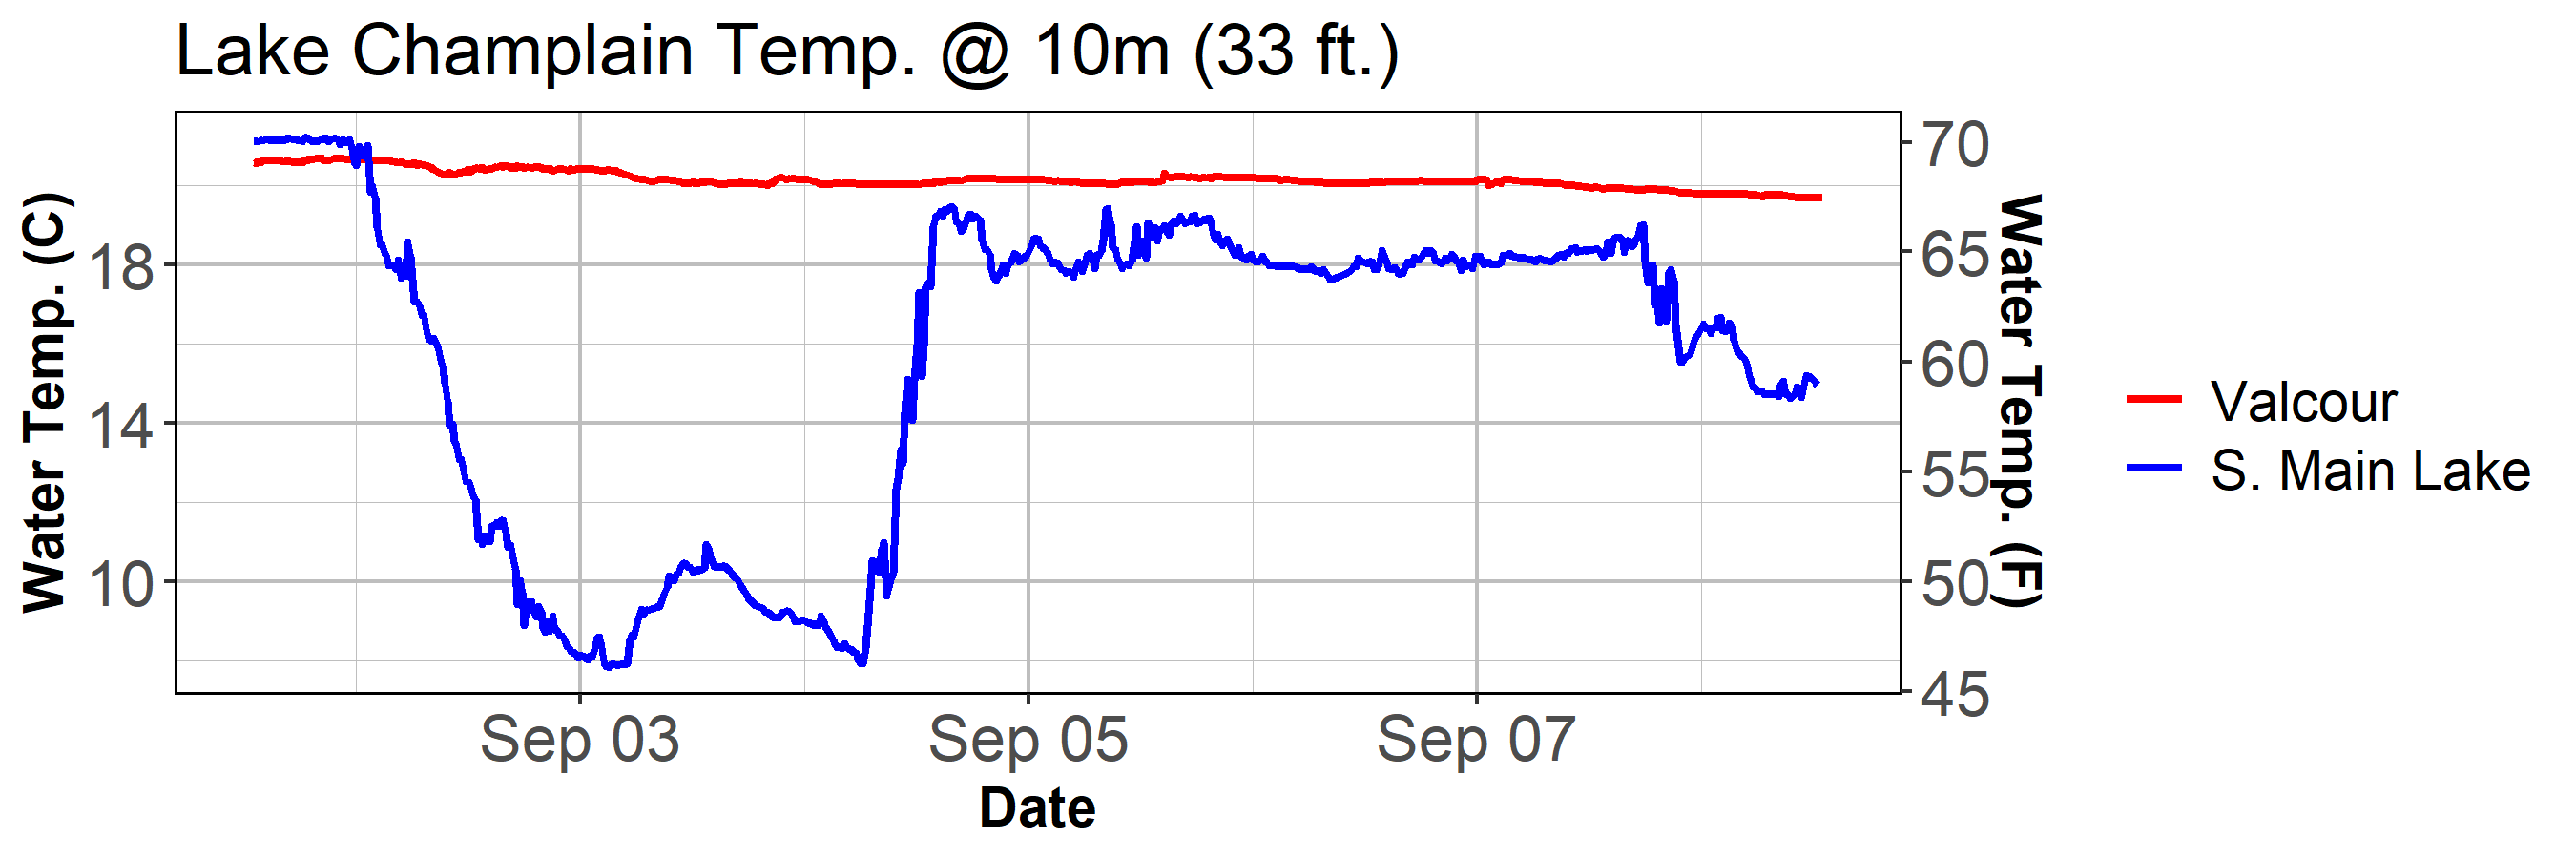 Lake Champlain Temp. @ 10m (33 ft.)
Water Temp. (C)
18
14
10
70
65
60
55
50
45
Water Temp. (F)
Sep 03
Sep 05
Sep 07
Date
Valcour
S. Main Lake